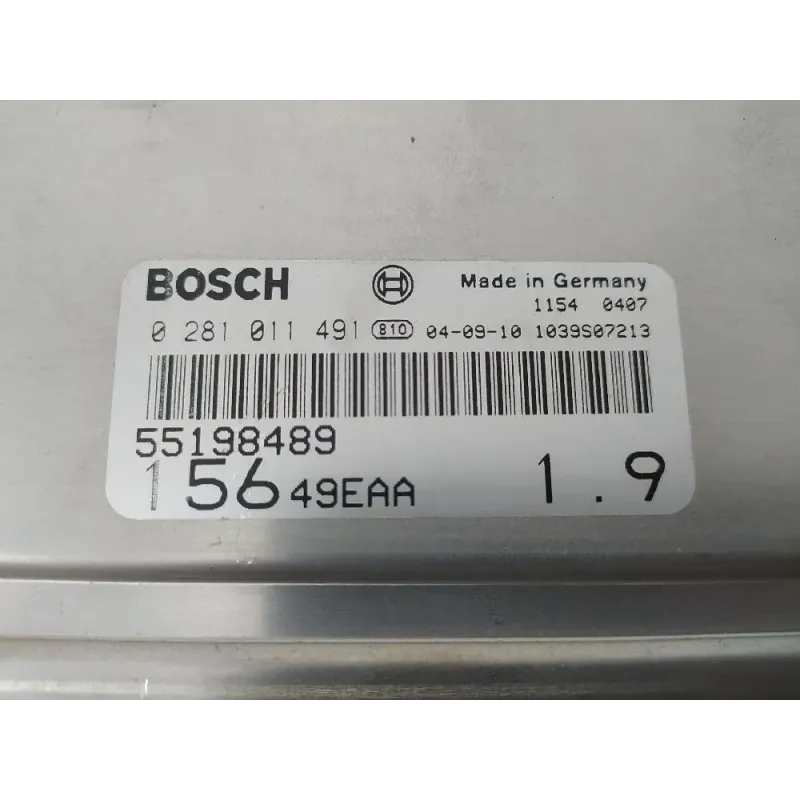 BOSCH Made in Germany
1154 0407
0 281 011 491 810 04-09-10 1039S07213
55198489
156 49EAA 1.9